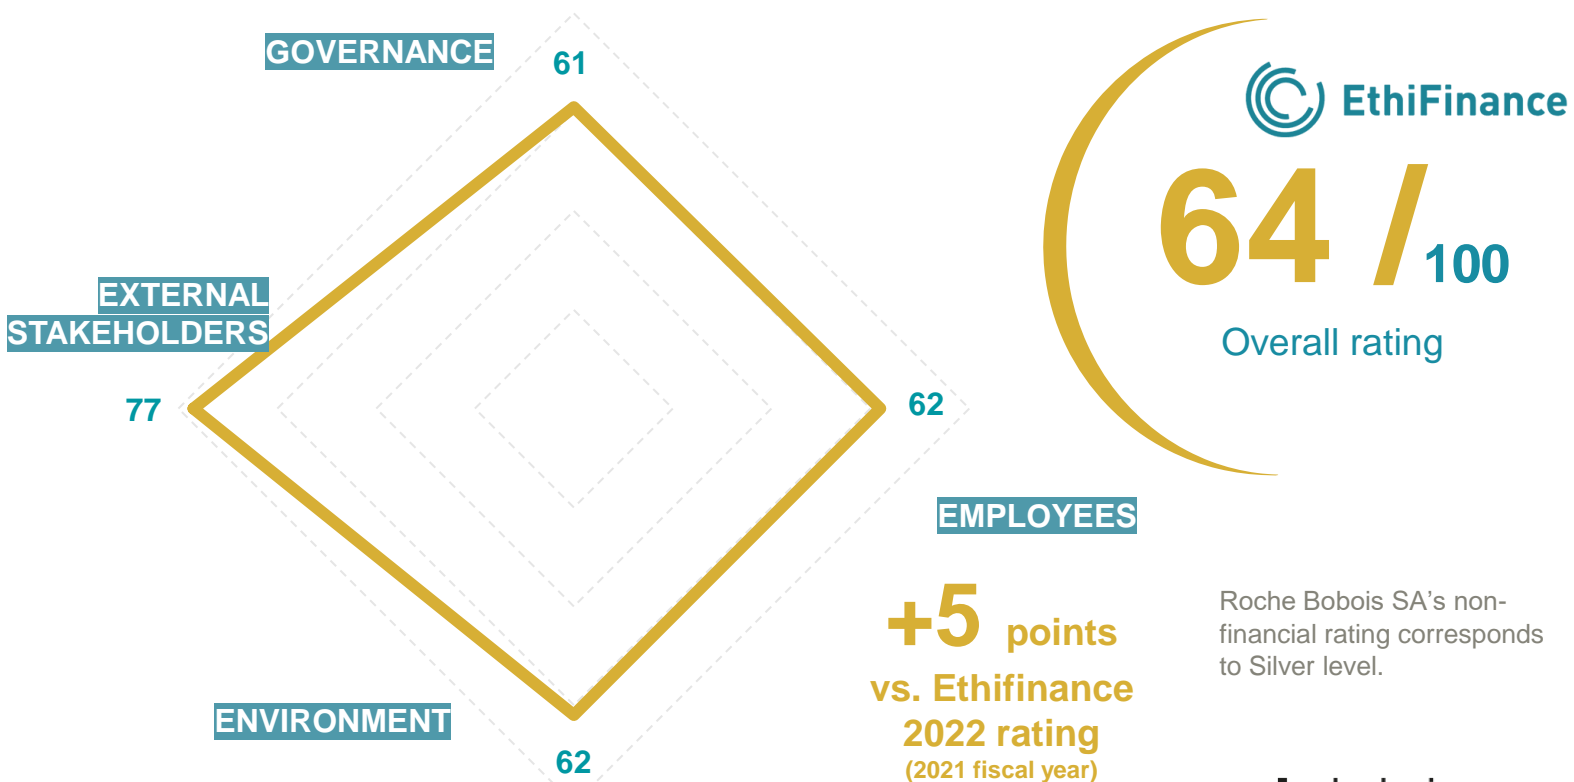 GOVERNANCE
61
EXTERNAL
STAKEHOLDERS
77
62
EMPLOYEES
ENVIRONMENT
62
EthiFinance
64 /100
Overall rating
+5 points
vs. Ethifinance
2022 rating
(2021 fiscal year)
Roche Bobois SA's non-
financial rating corresponds
to Silver level.